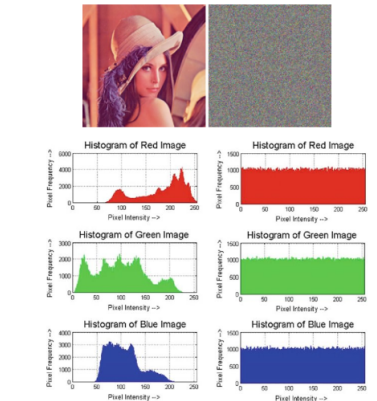 Histogram of Red Image
Pixel Frequency -->
6000
4000
2000
0
0 50 100 150 200 250
Pixel Intensity -->
Histogram of Red Image
Pixel Frequency -->
1500
1000
500
0
0 50 100 150 200 250
Pixel Intensity -->
Histogram of Green Image
Pixel Frequency -->
3000
2000
1000
0
0 50 100 150 200 250
Pixel Intensity -->
Histogram of Green Image
Pixel Frequency -->
1500
1000
500
0
0 50 100 150 200 250
Pixel Intensity -->
Histogram of Blue Image
Pixel Frequency -->
4000
3000
2000
1000
0
0 50 100 150 200 250
Pixel Intensity -->
Histogram of Blue Image
Pixel Frequency -->
1500
1000
500
0
0 50 100 150 200 250
Pixel Intensity -->